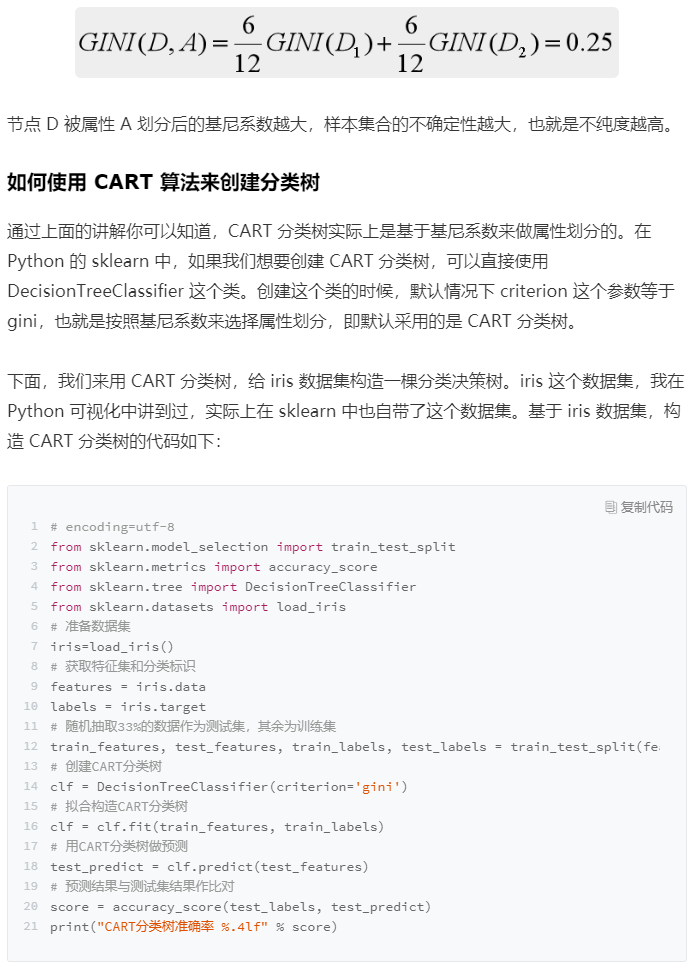 GINI(D, A) = 6/12 GINI(D₁) + 6/12 GINI(D₂) = 0.25
节点 D 被属性 A 划分后的基尼系数越大，样本集合的不确定性越大，也就是不纯度越高。
如何使用 CART 算法来创建分类树
通过上面的讲解你可以知道，CART 分类树实际上是基于基尼系数来做属性划分的。在
Python 的 sklearn 中，如果我们想要创建 CART 分类树，可以直接使用
DecisionTreeClassifier 这个类。创建这个类的时候，默认情况下 criterion 这个参数等于
gini，也就是按照基尼系数来选择属性划分，即默认采用的是 CART 分类树。
下面，我们来用 CART 分类树，给 iris 数据集构造一棵分类决策树。iris 这个数据集，我在
Python 可视化中讲到过，实际上在 sklearn 中也自带了这个数据集。基于 iris 数据集，构
造 CART 分类树的代码如下：
复制代码
1 # encoding=utf-8
2 from sklearn.model_selection import train_test_split
3 from sklearn.metrics import accuracy_score
4 from sklearn.tree import DecisionTreeClassifier
5 from sklearn.datasets import load_iris
6 # 准备数据集
7 iris=load_iris()
8 # 获取特征集和分类标识
9 features = iris.data
10 labels = iris.target
11 # 随机抽取33%的数据作为测试集，其余为训练集
12 train_features, test_features, train_labels, test_labels = train_test_split(fea
13 # 创建CART分类树
14 clf = DecisionTreeClassifier(criterion='gini')
15 # 拟合构造CART分类树
16 clf = clf.fit(train_features, train_labels)
17 # 用CART分类树做预测
18 test_predict = clf.predict(test_features)
19 # 预测结果与测试集结果作比对
20 score = accuracy_score(test_labels, test_predict)
21 print("CART分类树准确率 %.4lf" % score)